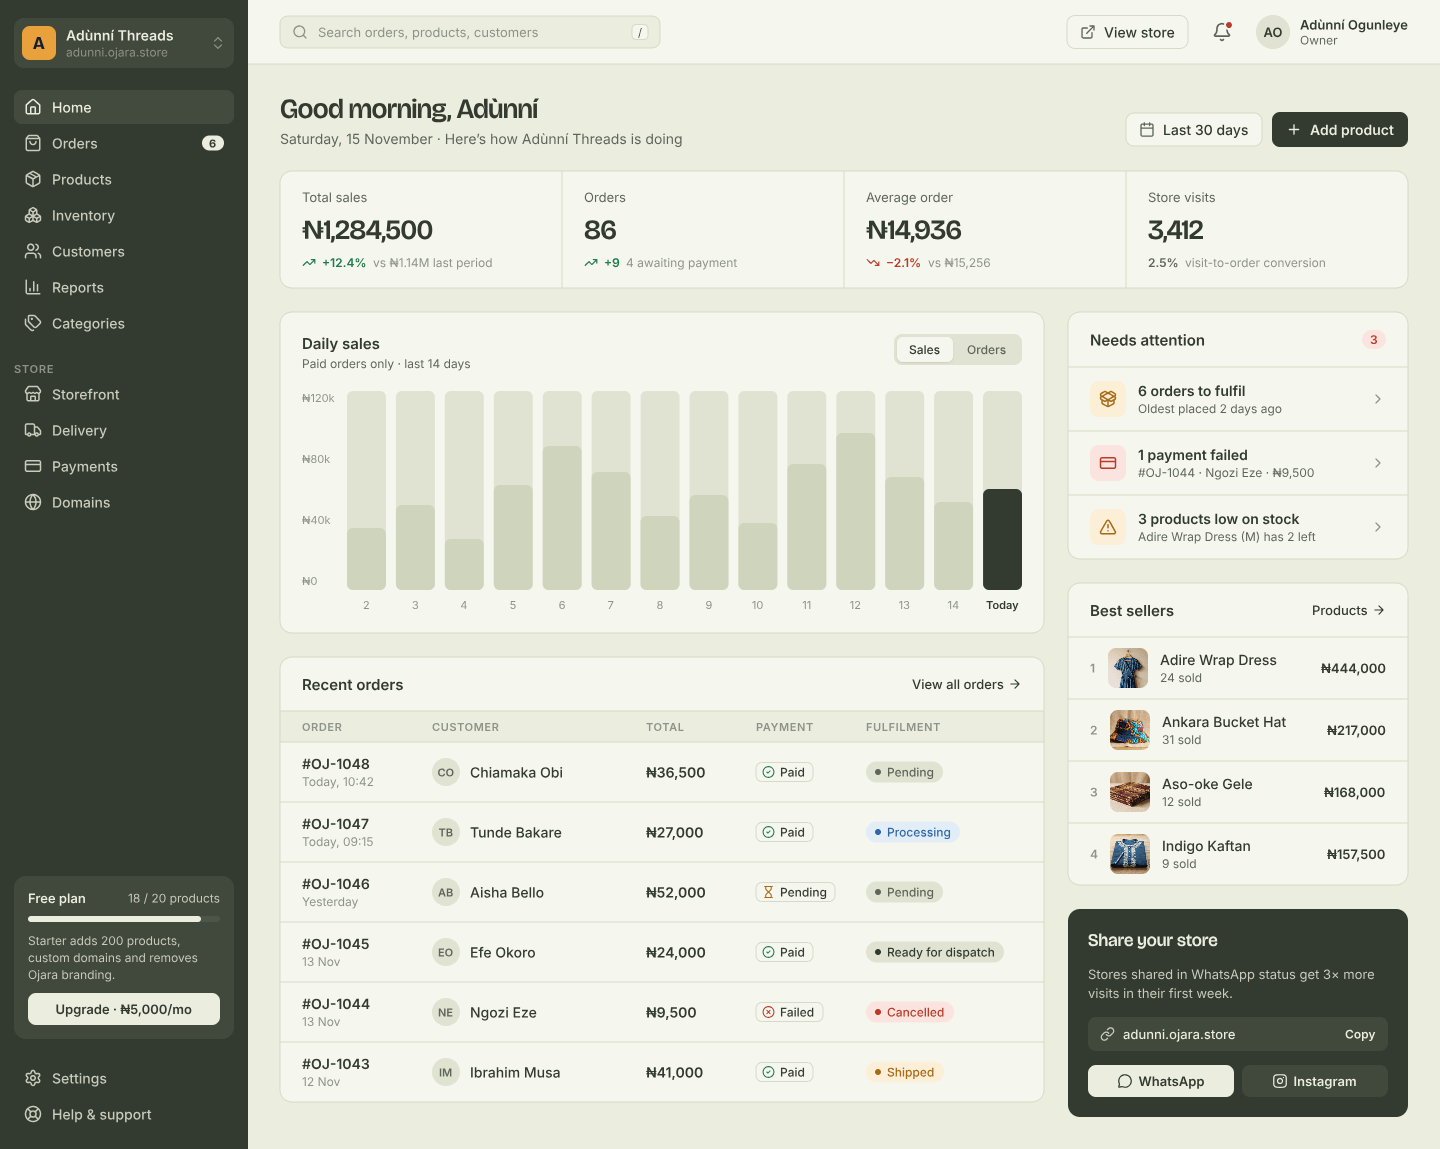 A
Adùnní Threads
adunni.ojara.store
Home
Orders
6
Products
Inventory
Customers
Reports
Categories
STORE
Storefront
Delivery
Payments
Domains
Free plan
18 / 20 products
Starter adds 200 products,
custom domains and removes
Ojara branding.
Upgrade · ₦5,000/mo
Settings
Help & support
Search orders, products, customers
/
View store
AO
Adùnní Ogunleye
Owner
Good morning, Adùnní
Saturday, 15 November · Here’s how Adùnní Threads is doing
Last 30 days
Add product
Total sales
₦1,284,500
+12.4% vs ₦1.14M last period
Orders
86
+9 4 awaiting payment
Average order
₦14,936
−2.1% vs ₦15,256
Store visits
3,412
2.5% visit-to-order conversion
Daily sales
Paid orders only · last 14 days
Sales
Orders
₦120k
₦80k
₦40k
₦0
2 3 4 5 6 7 8 9 10 11 12 13 14 Today
Recent orders
View all orders
ORDER CUSTOMER TOTAL PAYMENT FULFILMENT
#OJ-1048
Today, 10:42
CO Chiamaka Obi ₦36,500 Paid Pending
#OJ-1047
Today, 09:15
TB Tunde Bakare ₦27,000 Paid Processing
#OJ-1046
Yesterday
AB Aisha Bello ₦52,000 Pending Pending
#OJ-1045
13 Nov
EO Efe Okoro ₦24,000 Paid Ready for dispatch
#OJ-1044
13 Nov
NE Ngozi Eze ₦9,500 Failed Cancelled
#OJ-1043
12 Nov
IM Ibrahim Musa ₦41,000 Paid Shipped
Needs attention
3
6 orders to fulfil
Oldest placed 2 days ago
1 payment failed
#OJ-1044 · Ngozi Eze · ₦9,500
3 products low on stock
Adire Wrap Dress (M) has 2 left
Best sellers
Products
1 Adire Wrap Dress ₦444,000
24 sold
2 Ankara Bucket Hat ₦217,000
31 sold
3 Aso-oke Gele ₦168,000
12 sold
4 Indigo Kaftan ₦157,500
9 sold
Share your store
Stores shared in WhatsApp status get 3× more
visits in their first week.
adunni.ojara.store
Copy
WhatsApp
Instagram